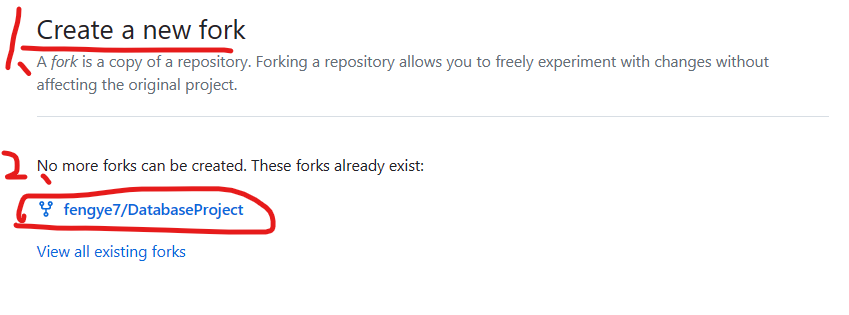 1、
Create a new fork
A fork is a copy of a repository. Forking a repository allows you to freely experiment with changes without
affecting the original project.
2、
No more forks can be created. These forks already exist:
fengye7/DatabaseProject
View all existing forks